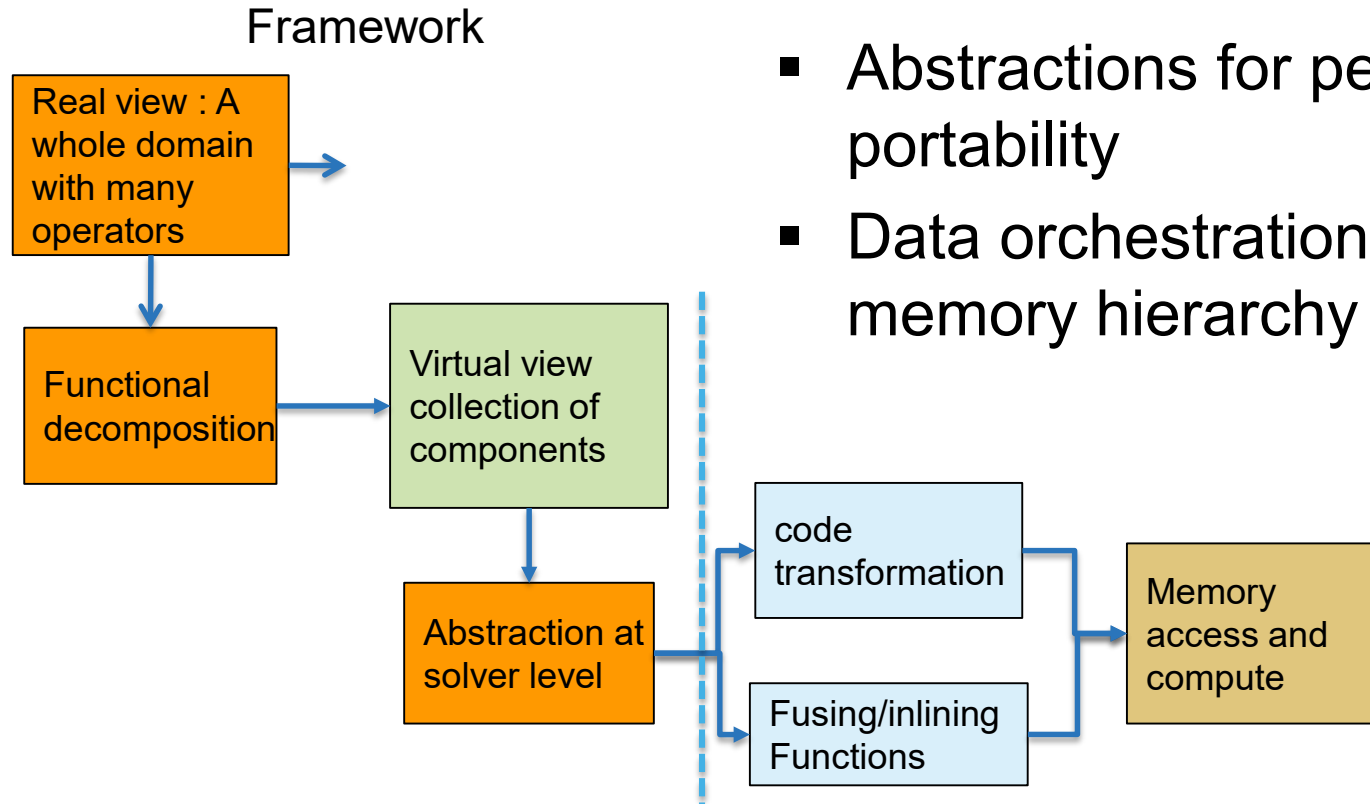 Framework
Real view : A
whole domain
with many
operators
Functional
decomposition
Virtual view
collection of
components
Abstraction at
solver level
code
transformation
Fusing/inlining
Functions
Memory
access and
compute
▪ Abstractions for pe
portability
▪ Data orchestration
memory hierarchy